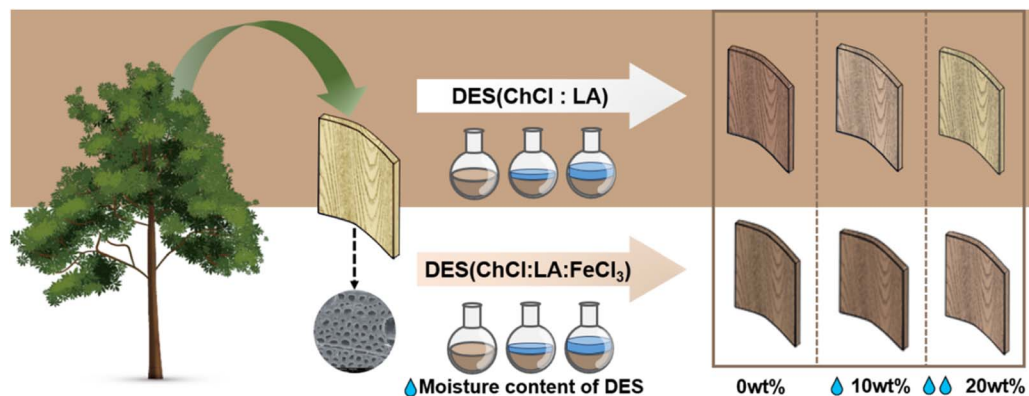 DES(ChCl : LA)
DES(ChCl:LA:FeCl₃)
Moisture content of DES
0wt%
10wt%
20wt%